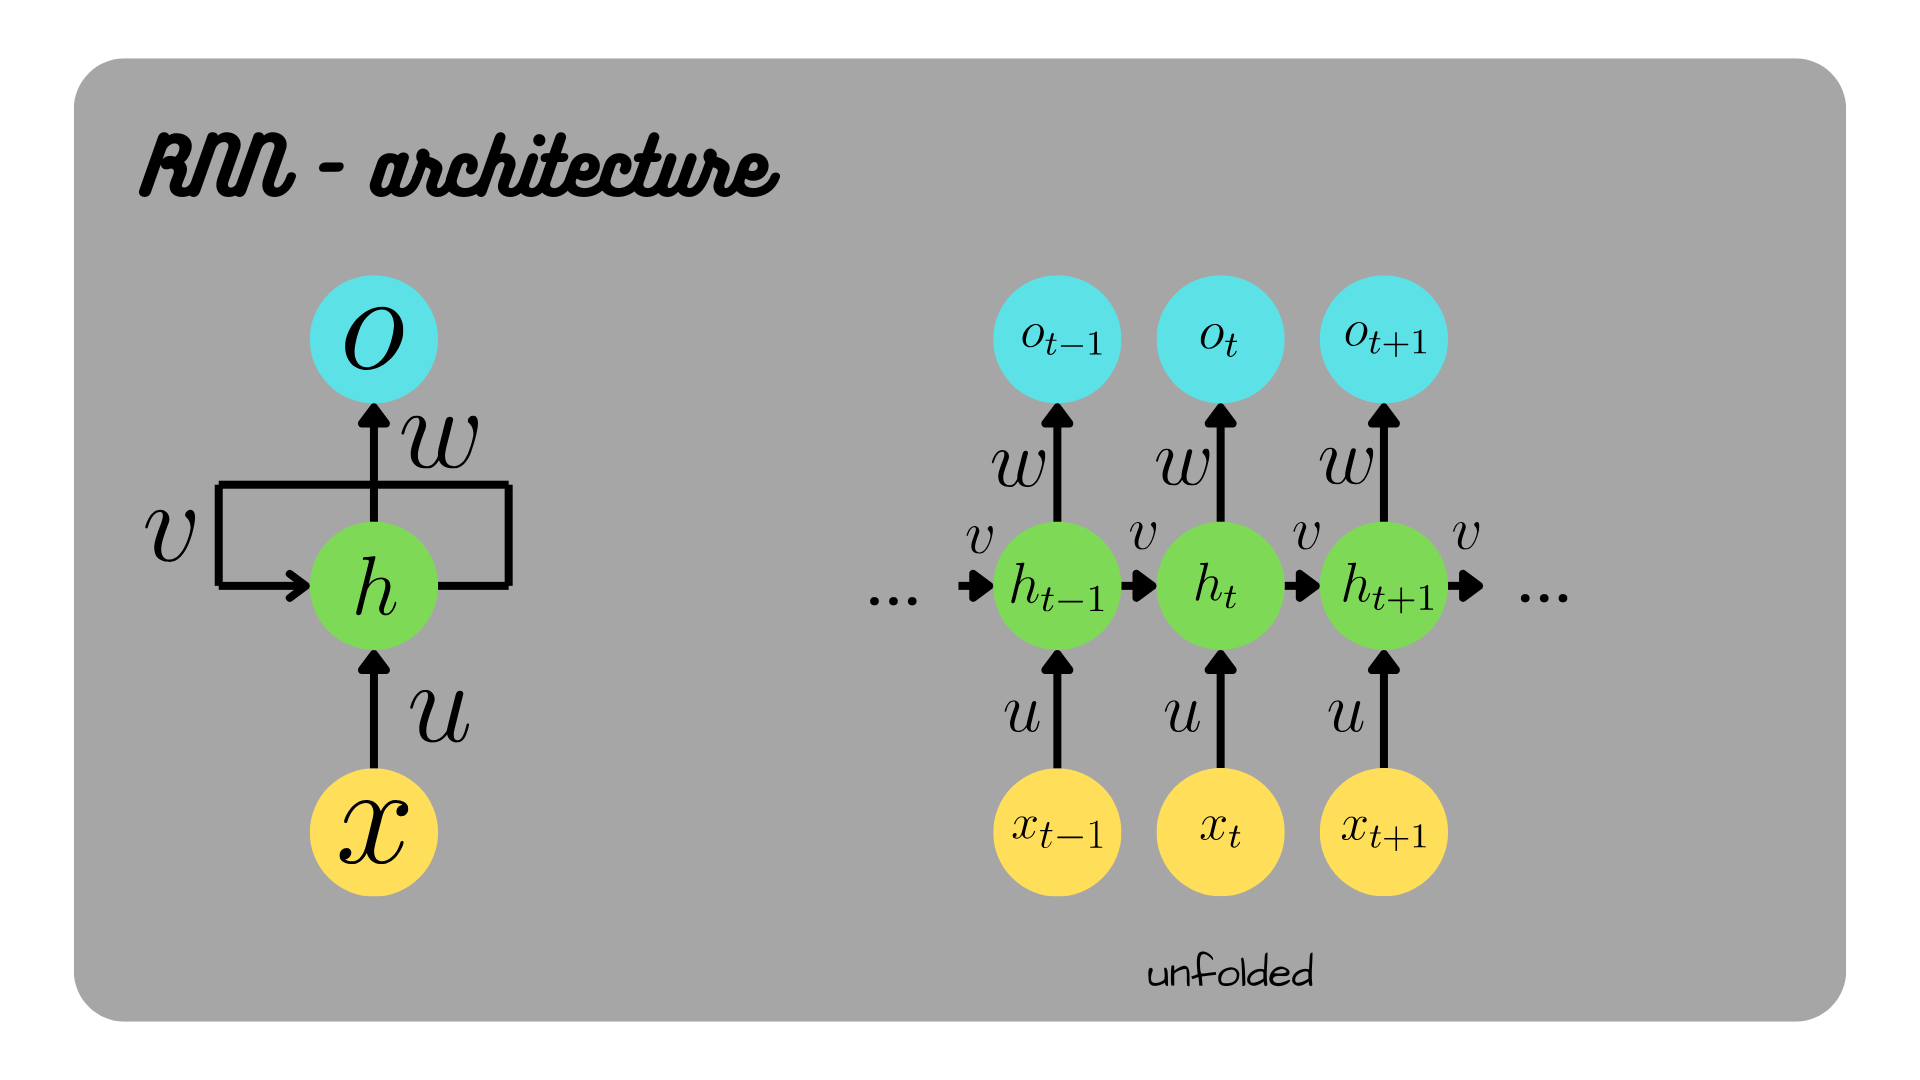 RNN - architecture
o
w
v
h
u
x
o_{t-1} o_t o_{t+1}
w w w
v v v v
... h_{t-1} h_t h_{t+1} ...
u u u
x_{t-1} x_t x_{t+1}
unfolded